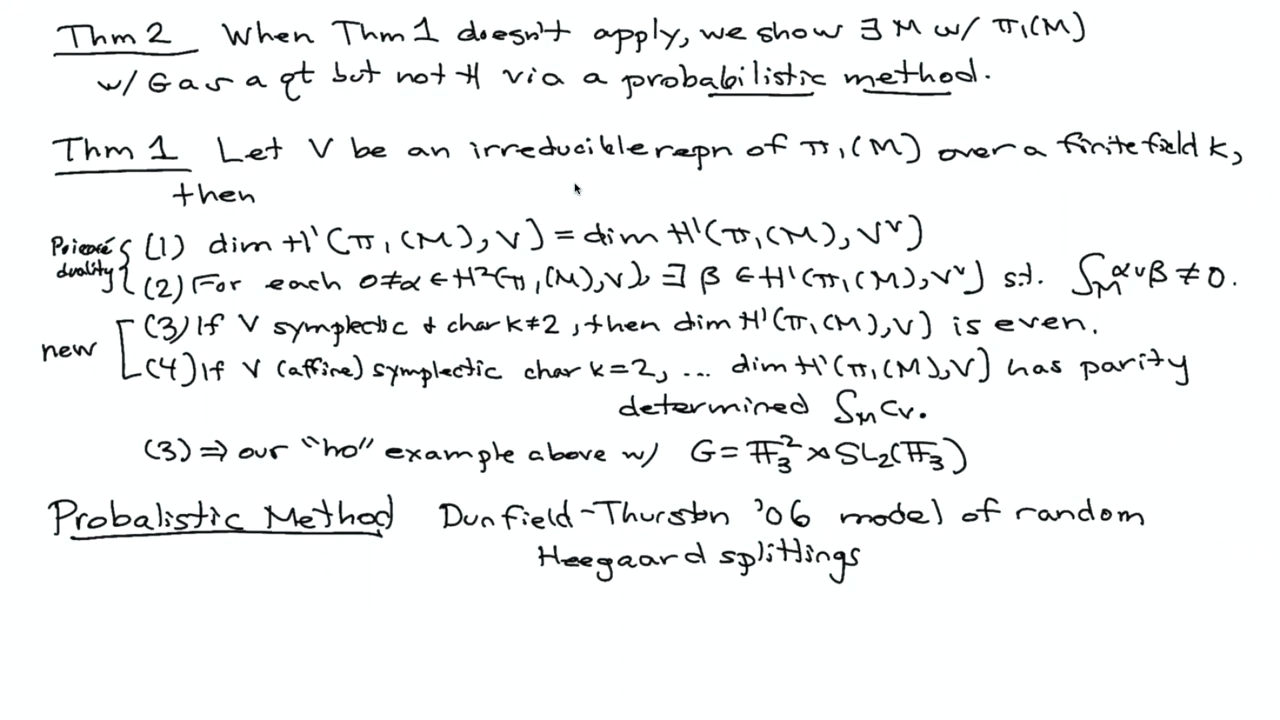 Thm 2 When Thm 1 doesn't apply, we show ∃ M w/ π₁(M)
w/ G as a qt but not H via a probabilistic method.
Thm 1 Let V be an irreducible repn of π₁(M) over a finite field k,
then
Poincaré duality { (1) dim H¹(π₁(M), V) = dim H¹(π₁(M), V^∨)
(2) For each 0≠α ∈ H²(π₁(M), V), ∃ β ∈ H¹(π₁(M), V^∨) s.t. ∫_M α∪β ≠ 0.
new [ (3) If V symplectic & char k≠2, then dim H¹(π₁(M), V) is even.
(4) If V (affine) symplectic char k=2, ... dim H¹(π₁(M), V) has parity
determined ∫_M c_V.
(3) ⇒ our "no" example above w/ G = 𝔽₃² ⋊ SL₂(𝔽₃)
Probalistic Method Dunfield-Thurston '06 model of random
Heegaard splittings